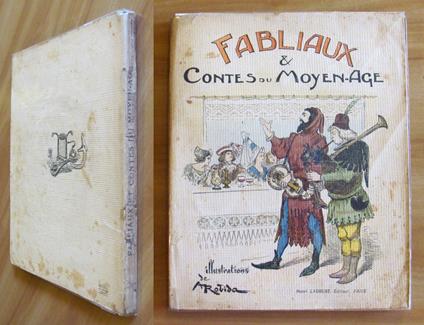 FABLIAUX ET CONTES DU MOYEN-AGE
FABLIAUX
&
CONTES DU MOYEN-AGE
illustrations
de
A Robida
Henri LAURENS, Éditeur, PARIS